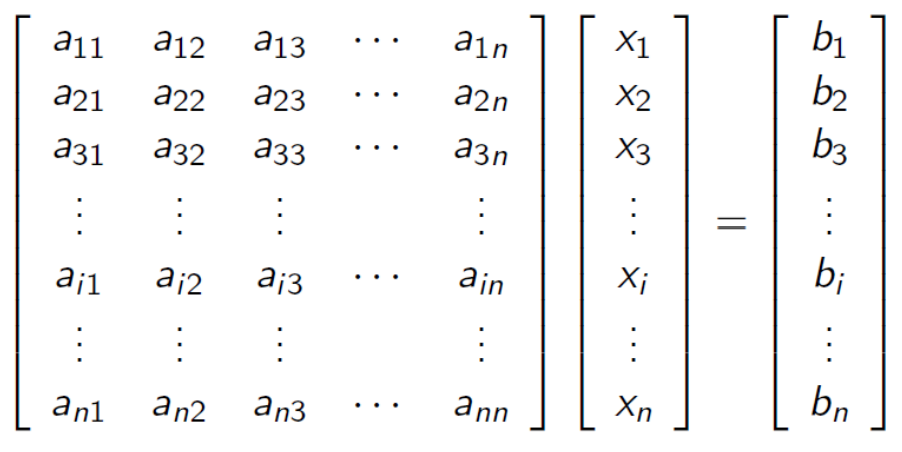 a₁₁ a₁₂ a₁₃ ⋯ a₁ₙ x₁ b₁
a₂₁ a₂₂ a₂₃ ⋯ a₂ₙ x₂ b₂
a₃₁ a₃₂ a₃₃ ⋯ a₃ₙ x₃ b₃
⋮ ⋮ ⋮ ⋮ ⋮ = ⋮
aᵢ₁ aᵢ₂ aᵢ₃ ⋯ aᵢₙ xᵢ bᵢ
⋮ ⋮ ⋮ ⋮ ⋮ ⋮
aₙ₁ aₙ₂ aₙ₃ ⋯ aₙₙ xₙ bₙ